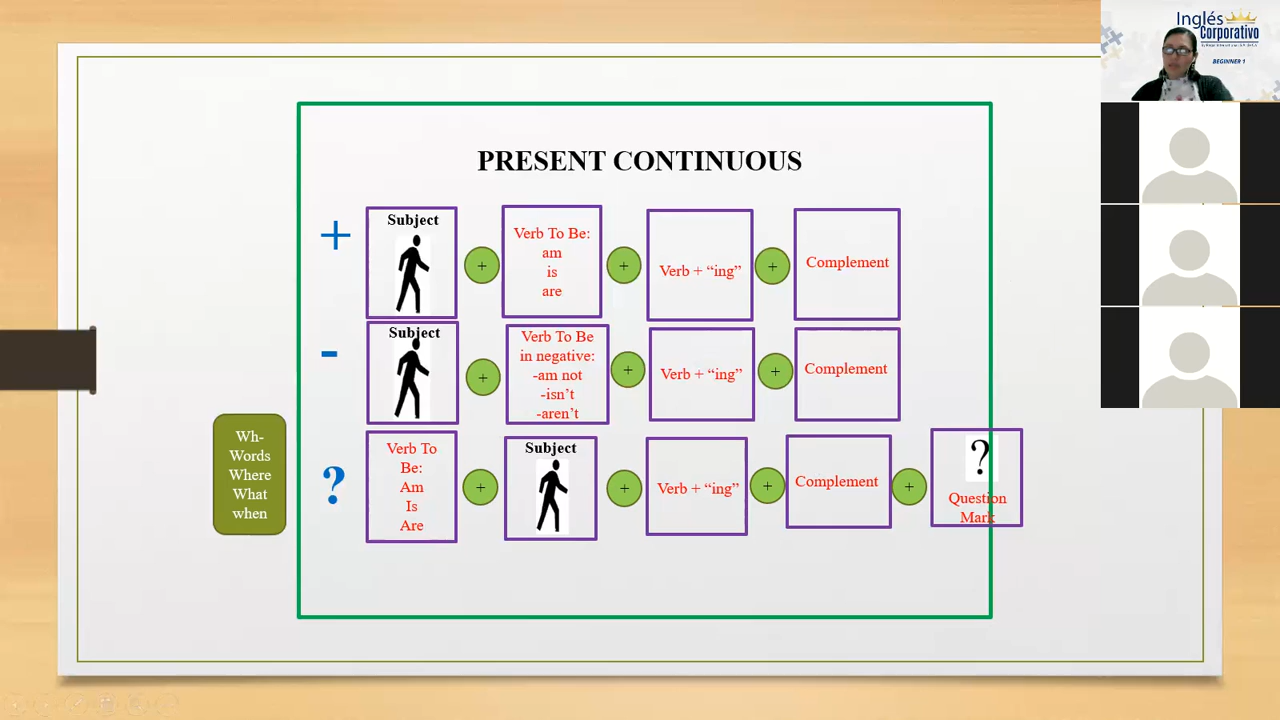 Inglés
Corporativo
BEGINNER 1
PRESENT CONTINUOUS
+
Subject
+
Verb To Be:
am
is
are
+
Verb + “ing”
+
Complement
-
Subject
+
Verb To Be
in negative:
-am not
-isn’t
-aren’t
+
Verb + “ing”
+
Complement
Wh-
Words
Where
What
when
?
Verb To
Be:
Am
Is
Are
+
Subject
+
Verb + “ing”
+
Complement
+
?
Question
Mark